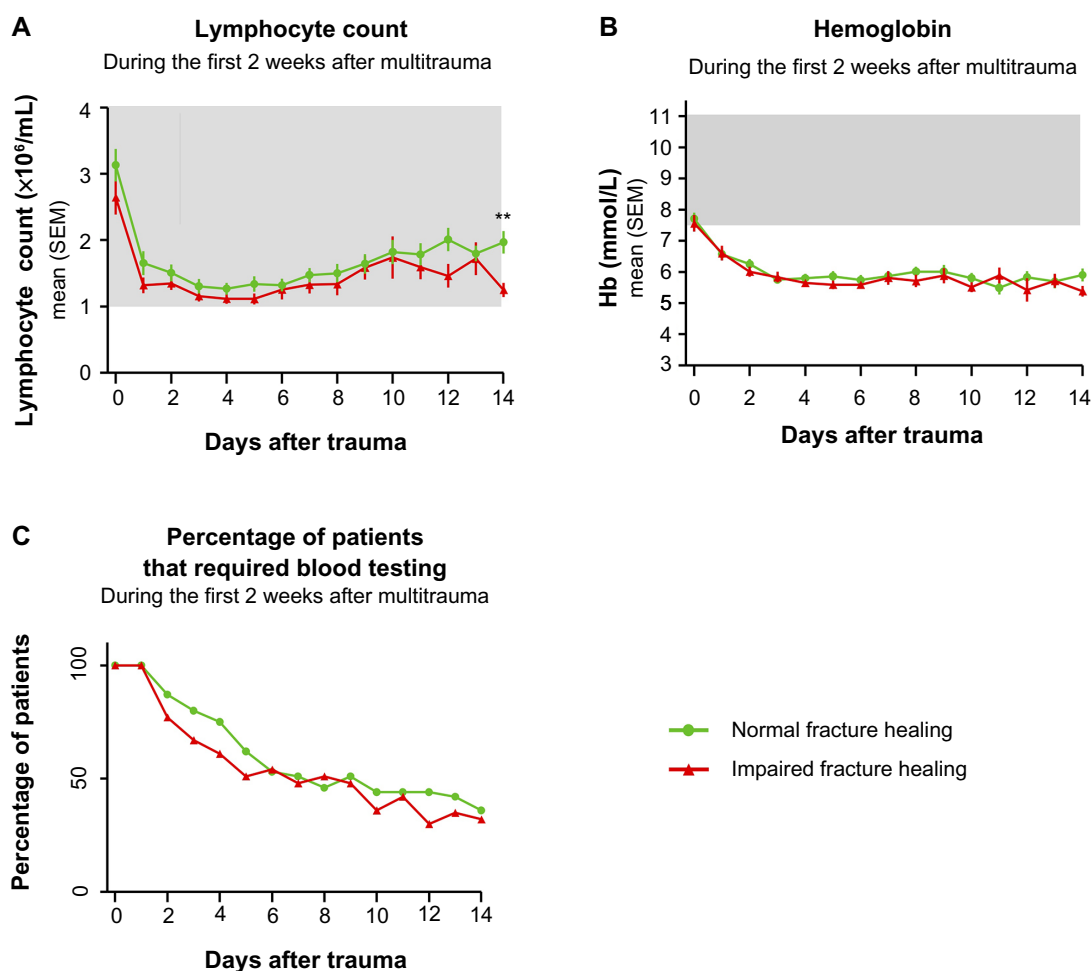 A
Lymphocyte count
During the first 2 weeks after multitrauma
Lymphocyte count (×10⁶/mL)
mean (SEM)
4
3
2
1
0
**
0 2 4 6 8 10 12 14
Days after trauma
B
Hemoglobin
During the first 2 weeks after multitrauma
Hb (mmol/L)
mean (SEM)
11
10
9
8
7
6
5
4
3
0 2 4 6 8 10 12 14
Days after trauma
C
Percentage of patients
that required blood testing
During the first 2 weeks after multitrauma
Percentage of patients
100
50
0
0 2 4 6 8 10 12 14
Days after trauma
Normal fracture healing
Impaired fracture healing